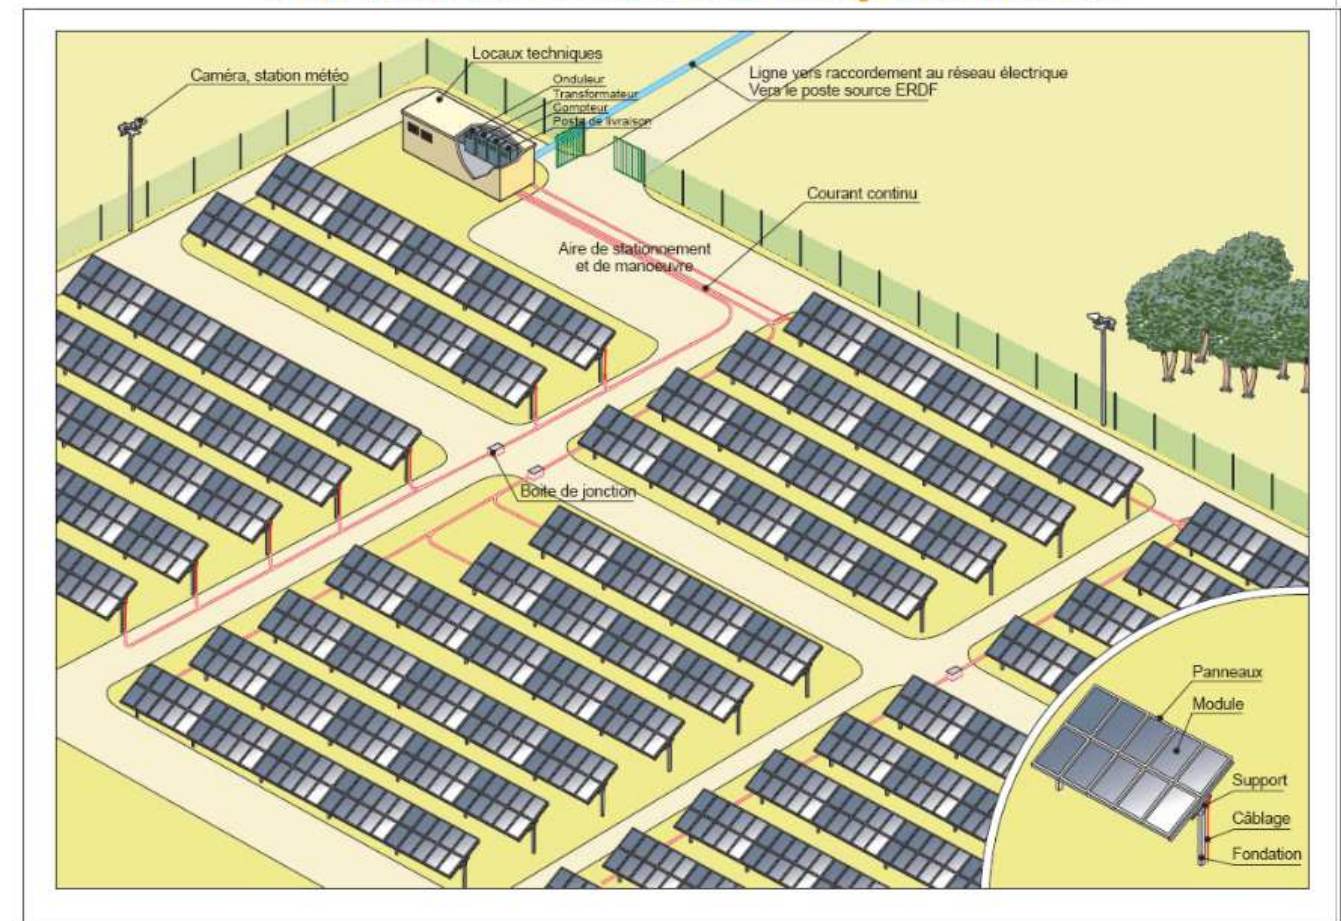 Locaux techniques
Caméra, station météo
Onduleur
Transformateur
Compteur
Poste de livraison
Ligne vers raccordement au réseau électrique
Vers le poste source ERDF
Courant continu
Aire de stationnement
et de manoeuvre
Boite de jonction
Panneaux
Module
Support
Câblage
Fondation